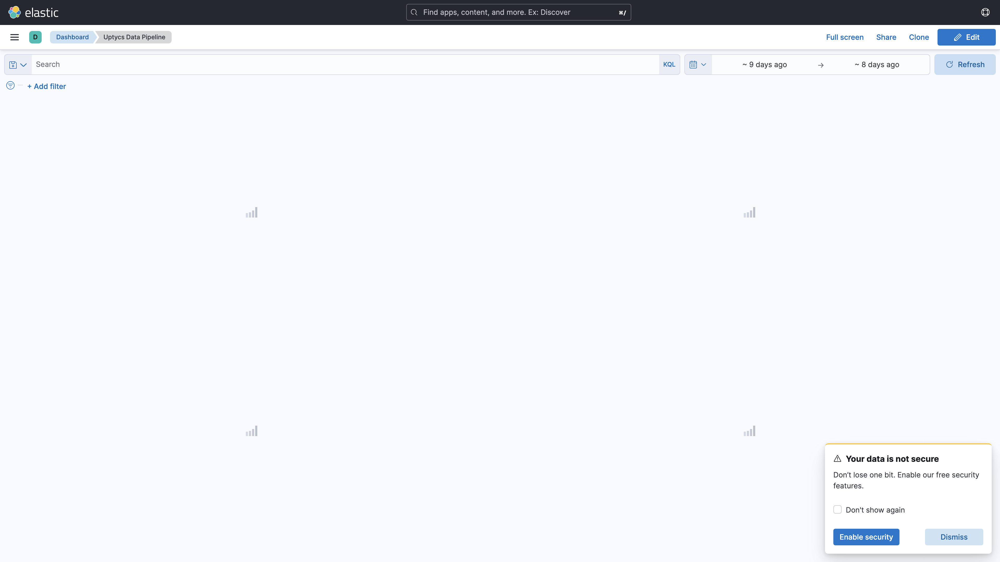 elastic
Find apps, content, and more. Ex: Discover ⌘/
D Dashboard Uptycs Data Pipeline Full screen Share Clone Edit
Search KQL ~ 9 days ago → ~ 8 days ago Refresh
+ Add filter
Your data is not secure
Don’t lose one bit. Enable our free security
features.
Don't show again
Enable security Dismiss